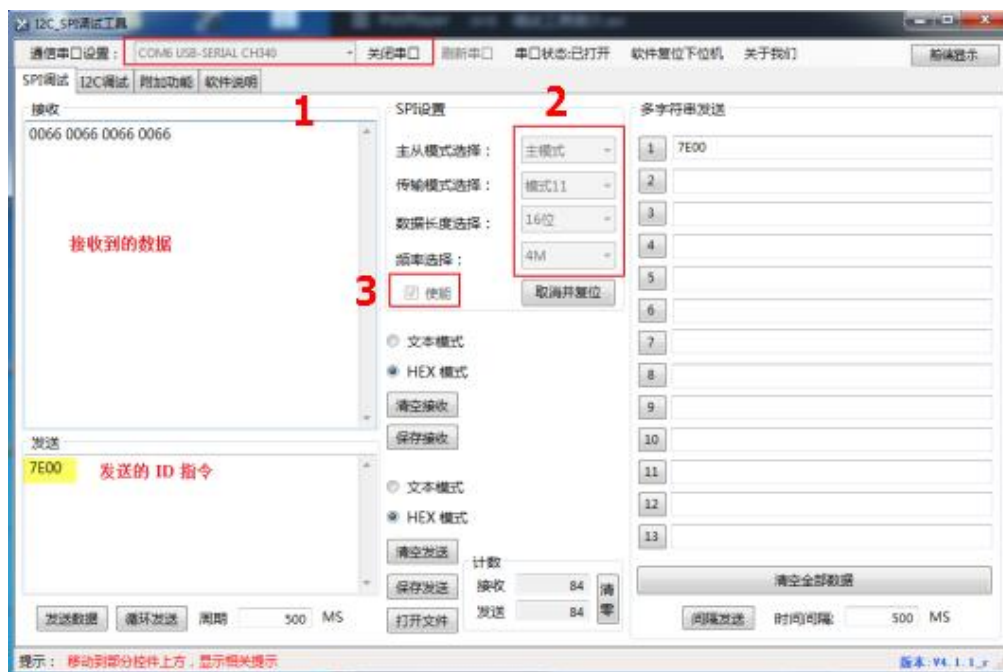 I2C_SPI调试工具
通信串口设置： COM6 USB-SERIAL CH340 关闭串口 刷新串口 串口状态:已打开 软件复位下位机 关于我们
SPI调试 I2C调试 附加功能 软件说明
1
接收
0066 0066 0066 0066
接收到的数据
发送
7E00
发送的 ID 指令
发送数据 循环发送 周期 500 MS
SPI设置
2
主从模式选择： 主模式
传输模式选择： 模式11
数据长度选择： 16位
频率选择： 4M
3
使能 取消并复位
文本模式
HEX 模式
清空接收
保存接收
文本模式
HEX 模式
清空发送
保存发送
打开文件
计数
接收 84
发送 84
清零
多字符串发送
1 7E00
2
3
4
5
6
7
8
9
10
11
12
13
清空全部数据
间隔发送 时间间隔: 500 MS
提示： 移动到部分控件上方，显示相关提示